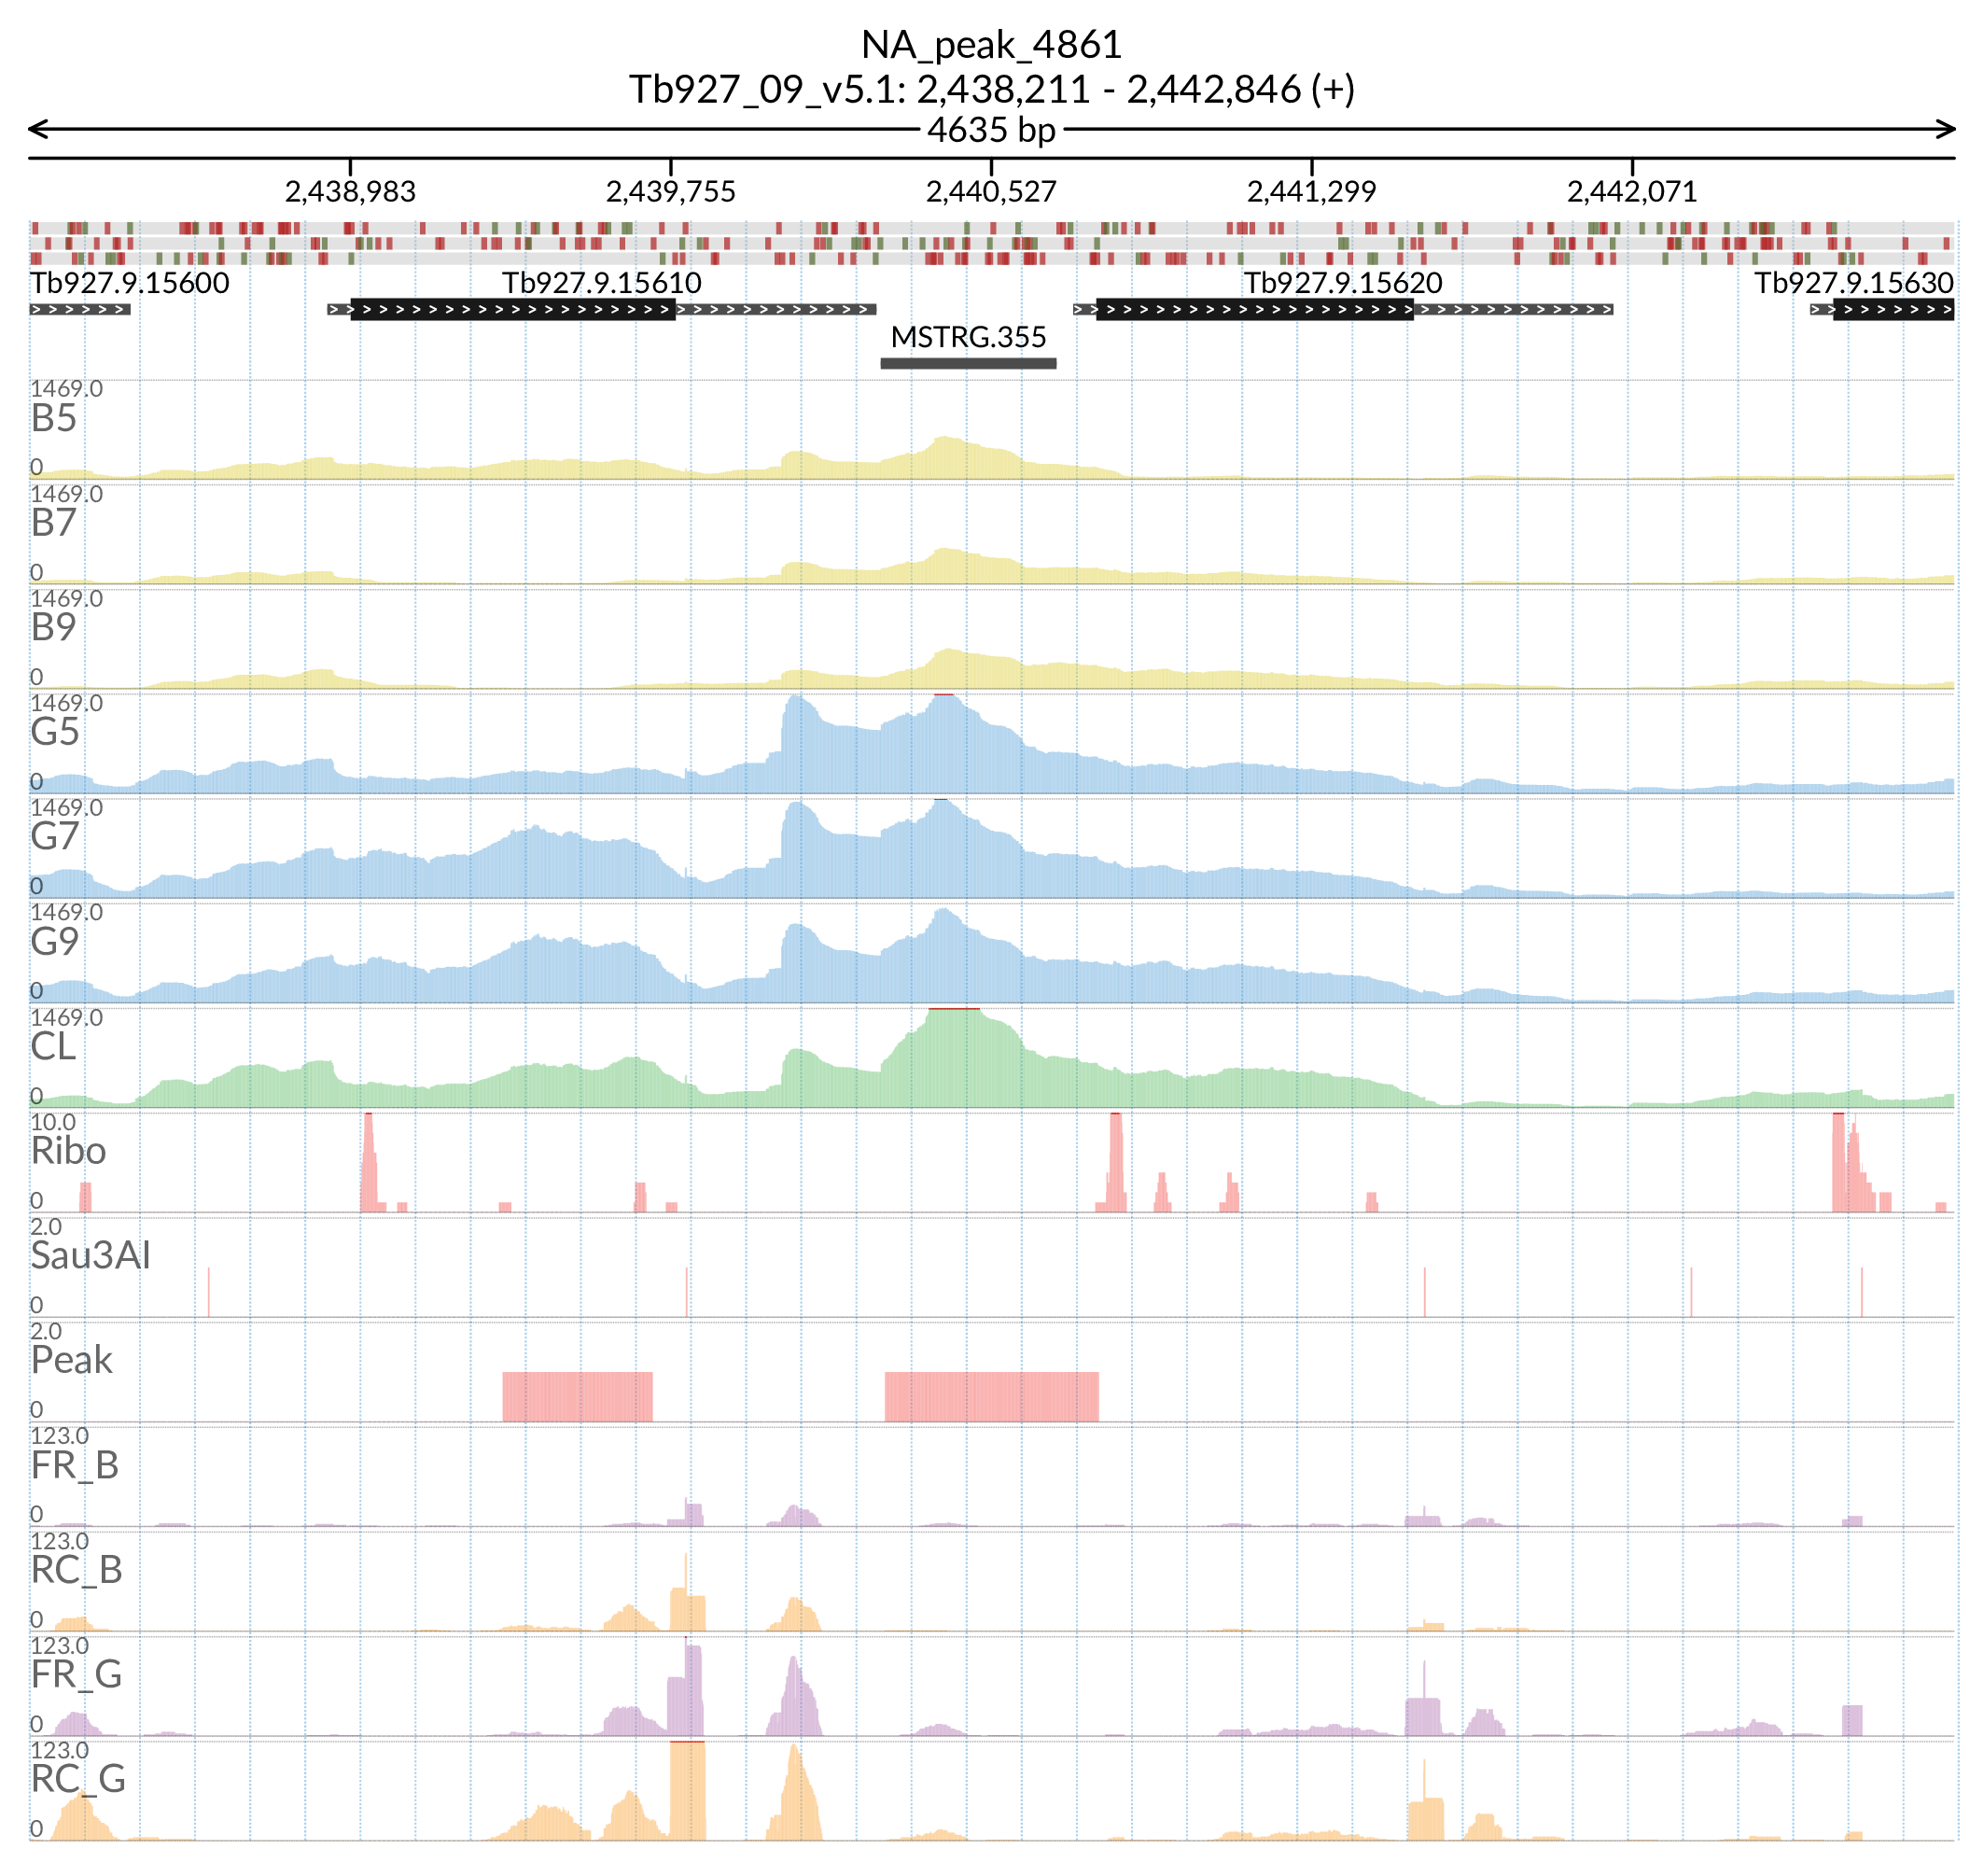 NA_peak_4861
Tb927_09_v5.1: 2,438,211 - 2,442,846 (+)
4635 bp
2,438,983 2,439,755 2,440,527 2,441,299 2,442,071
Tb927.9.15600 Tb927.9.15610 Tb927.9.15620 Tb927.9.15630
MSTRG.355
1469.0
B5
0
1469.0
B7
0
1469.0
B9
0
1469.0
G5
0
1469.0
G7
0
1469.0
G9
0
1469.0
CL
0
10.0
Ribo
0
2.0
Sau3AI
0
2.0
Peak
0
123.0
FR_B
0
123.0
RC_B
0
123.0
FR_G
0
123.0
RC_G
0